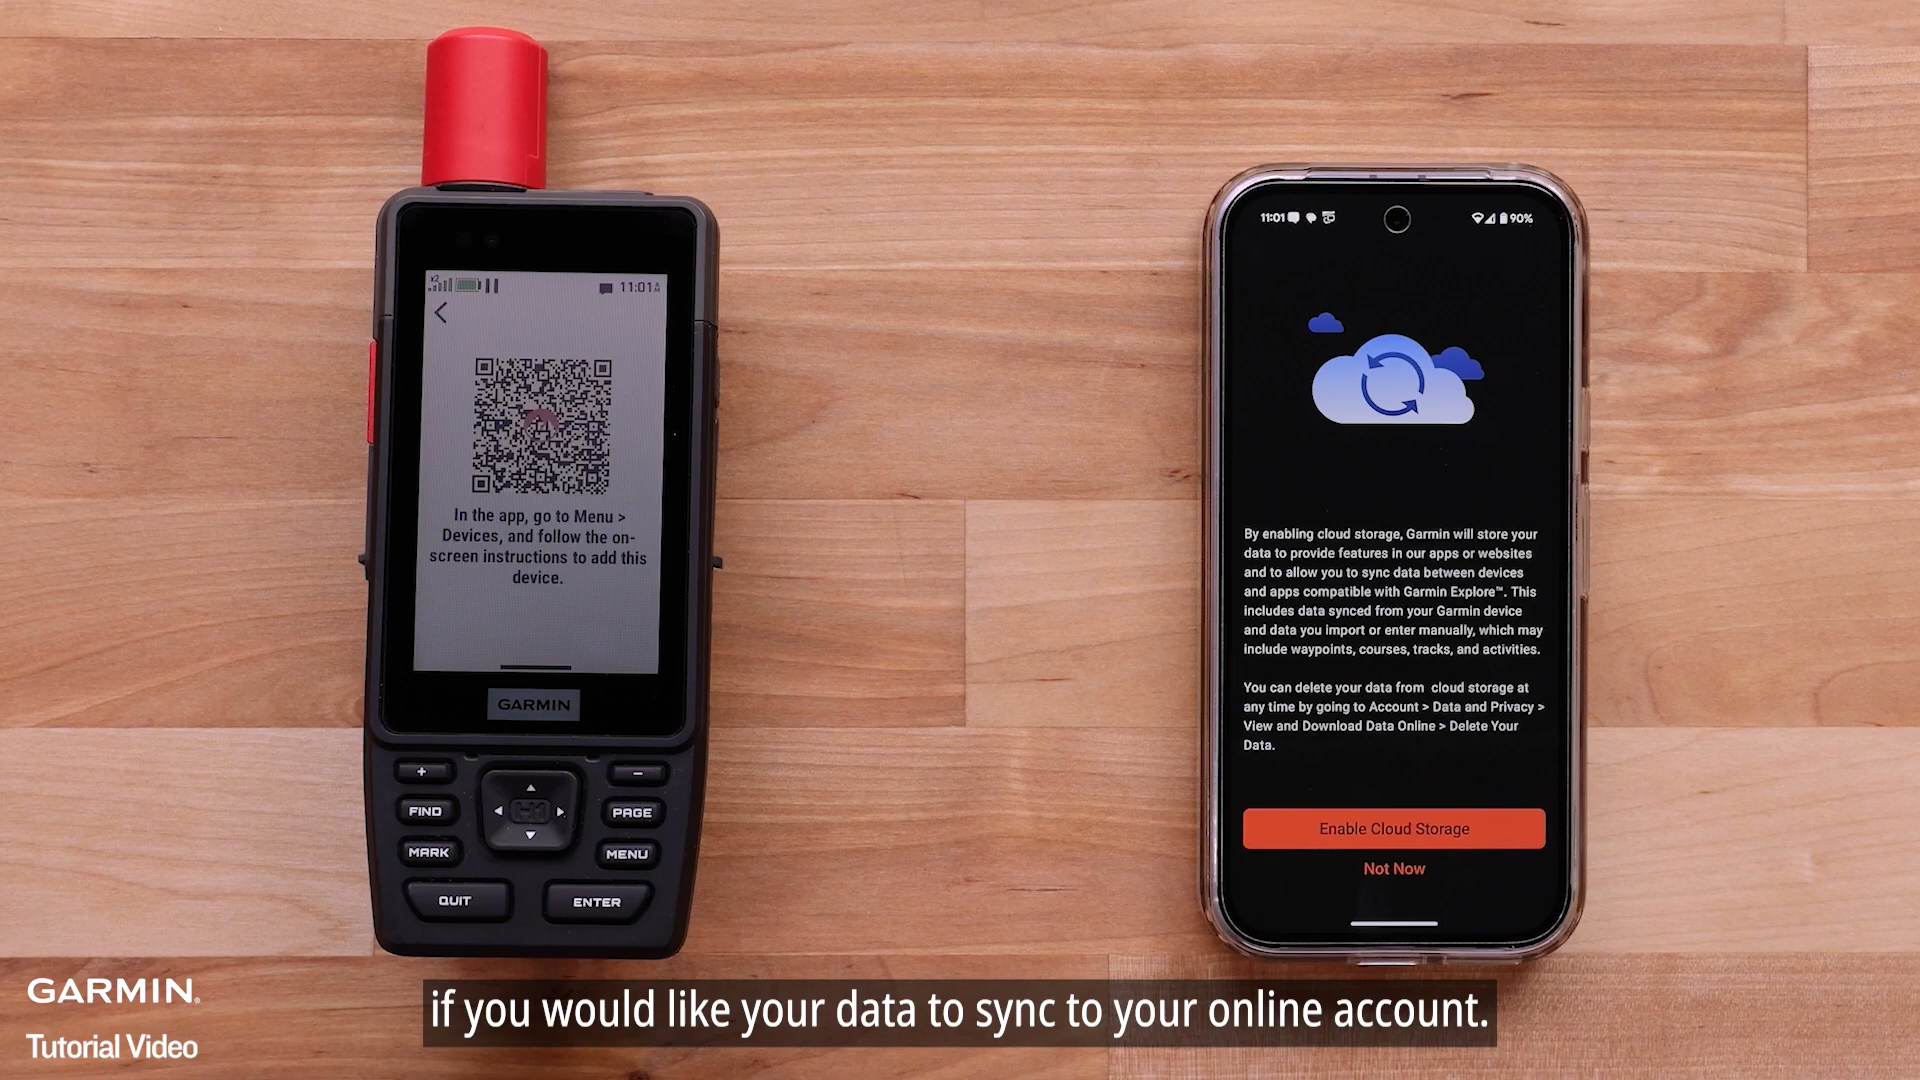 x2
11:01
In the app, go to Menu >
Devices, and follow the on-
screen instructions to add this
device.
GARMIN
+
−
FIND
PAGE
MARK
MENU
QUIT
ENTER
11:01
90%
By enabling cloud storage, Garmin will store your
data to provide features in our apps or websites
and to allow you to sync data between devices
and apps compatible with Garmin Explore™. This
includes data synced from your Garmin device
and data you import or enter manually, which may
include waypoints, courses, tracks, and activities.
You can delete your data from cloud storage at
any time by going to Account > Data and Privacy >
View and Download Data Online > Delete Your
Data.
Enable Cloud Storage
Not Now
GARMIN®
Tutorial Video
if you would like your data to sync to your online account.